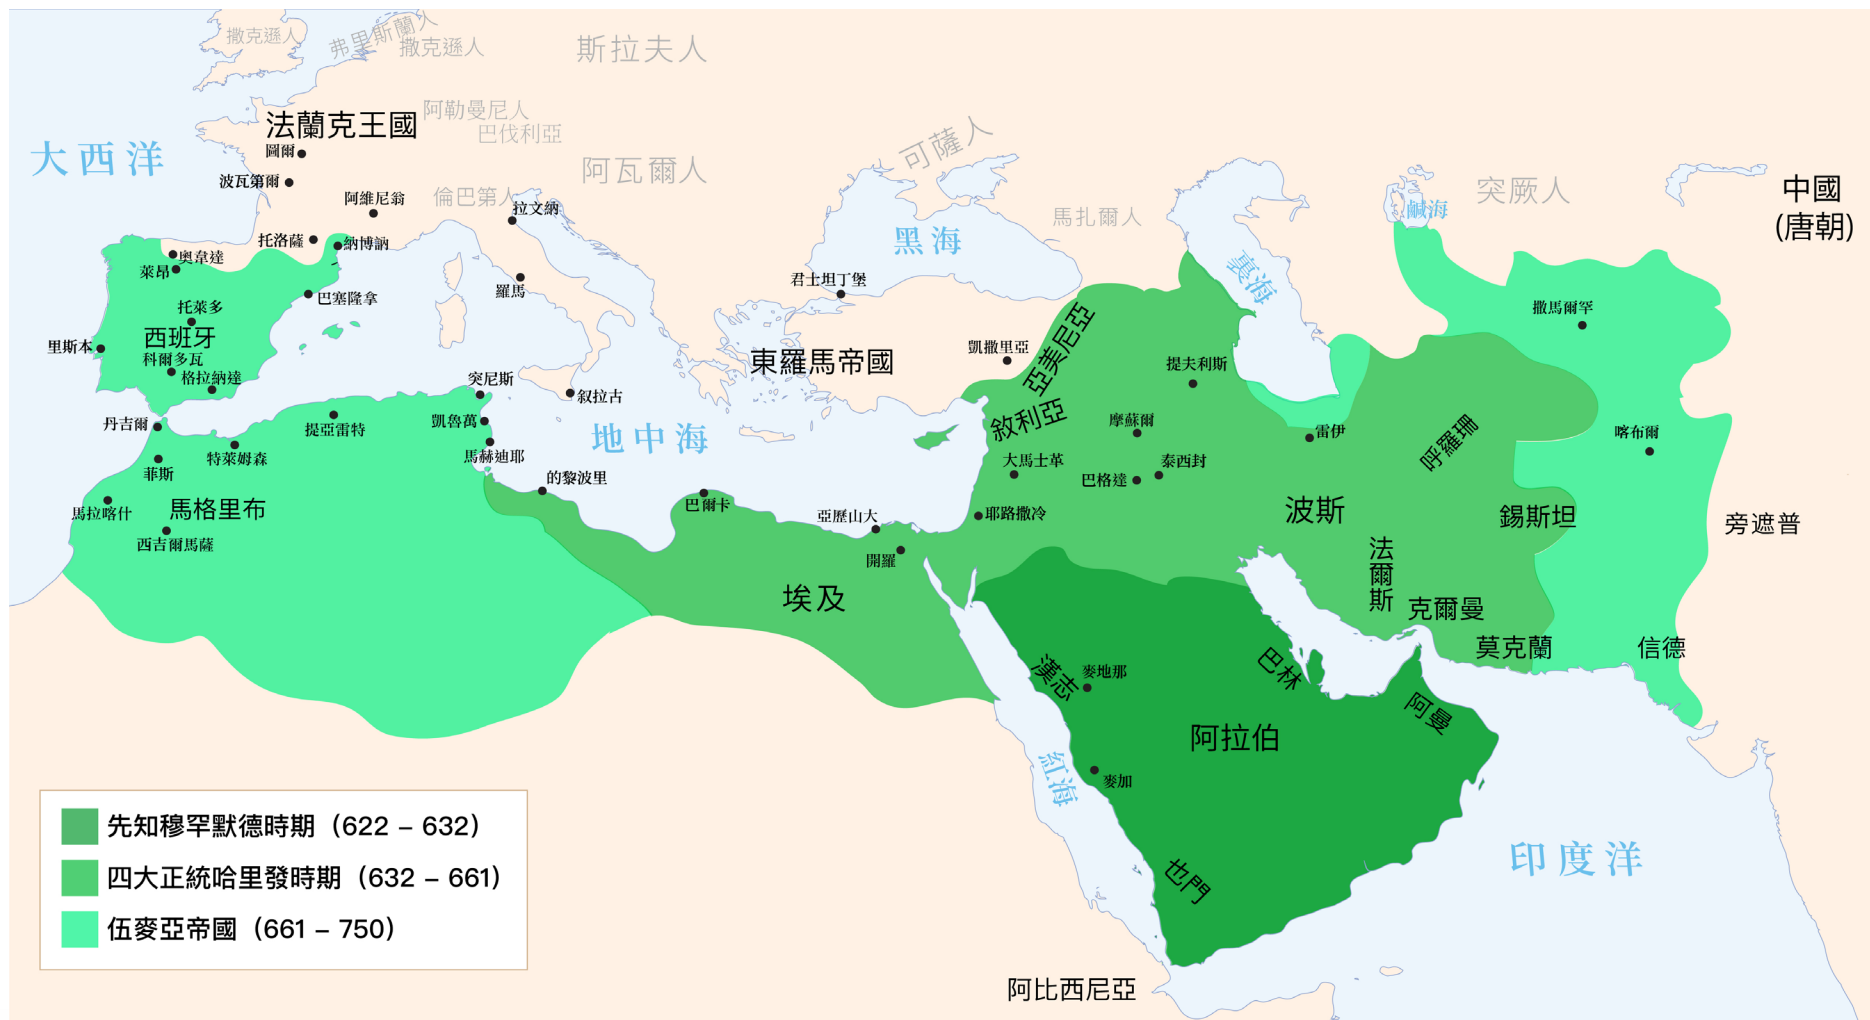 撒克遜人
弗里斯蘭人
撒克遜人
斯拉夫人
阿勒曼尼人
法蘭克王國
巴伐利亞
可薩人
大西洋
圖爾
波瓦第爾
阿瓦爾人
突厥人
中國
(唐朝)
阿維尼翁
倫巴第人
拉文納
馬扎爾人
鹹海
托洛薩
納博訥
黑海
奧韋達
萊昂
裏海
君士坦丁堡
羅馬
巴塞隆拿
托萊多
撒馬爾罕
西班牙
里斯本
科爾多瓦
格拉納達
東羅馬帝國
凱撒里亞
亞美尼亞
提夫利斯
突尼斯
叙拉古
敘利亞
丹吉爾
提亞雷特
凱魯萬
地中海
摩蘇爾
雷伊
呼羅珊
喀布爾
特萊姆森
馬赫迪耶
菲斯
大馬士革
泰西封
巴格達
的黎波里
馬拉喀什
馬格里布
巴爾卡
亞歷山大
耶路撒冷
波斯
錫斯坦
旁遮普
西吉爾馬薩
開羅
法爾斯
埃及
克爾曼
莫克蘭
信德
漢志
麥地那
巴林
阿曼
阿拉伯
紅海
麥加
先知穆罕默德時期（622 – 632）
四大正統哈里發時期（632 – 661）
伍麥亞帝國（661 – 750）
也門
印度洋
阿比西尼亞